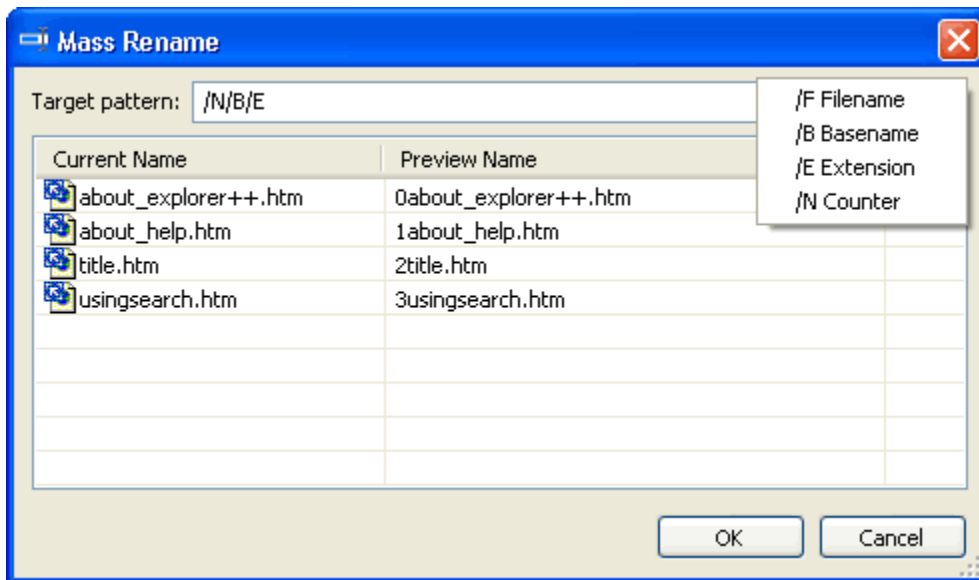 Mass Rename
Target pattern: /N/B/E
/F Filename
/B Basename
/E Extension
/N Counter
Current Name Preview Name
about_explorer++.htm 0about_explorer++.htm
about_help.htm 1about_help.htm
title.htm 2title.htm
usingsearch.htm 3usingsearch.htm
OK Cancel